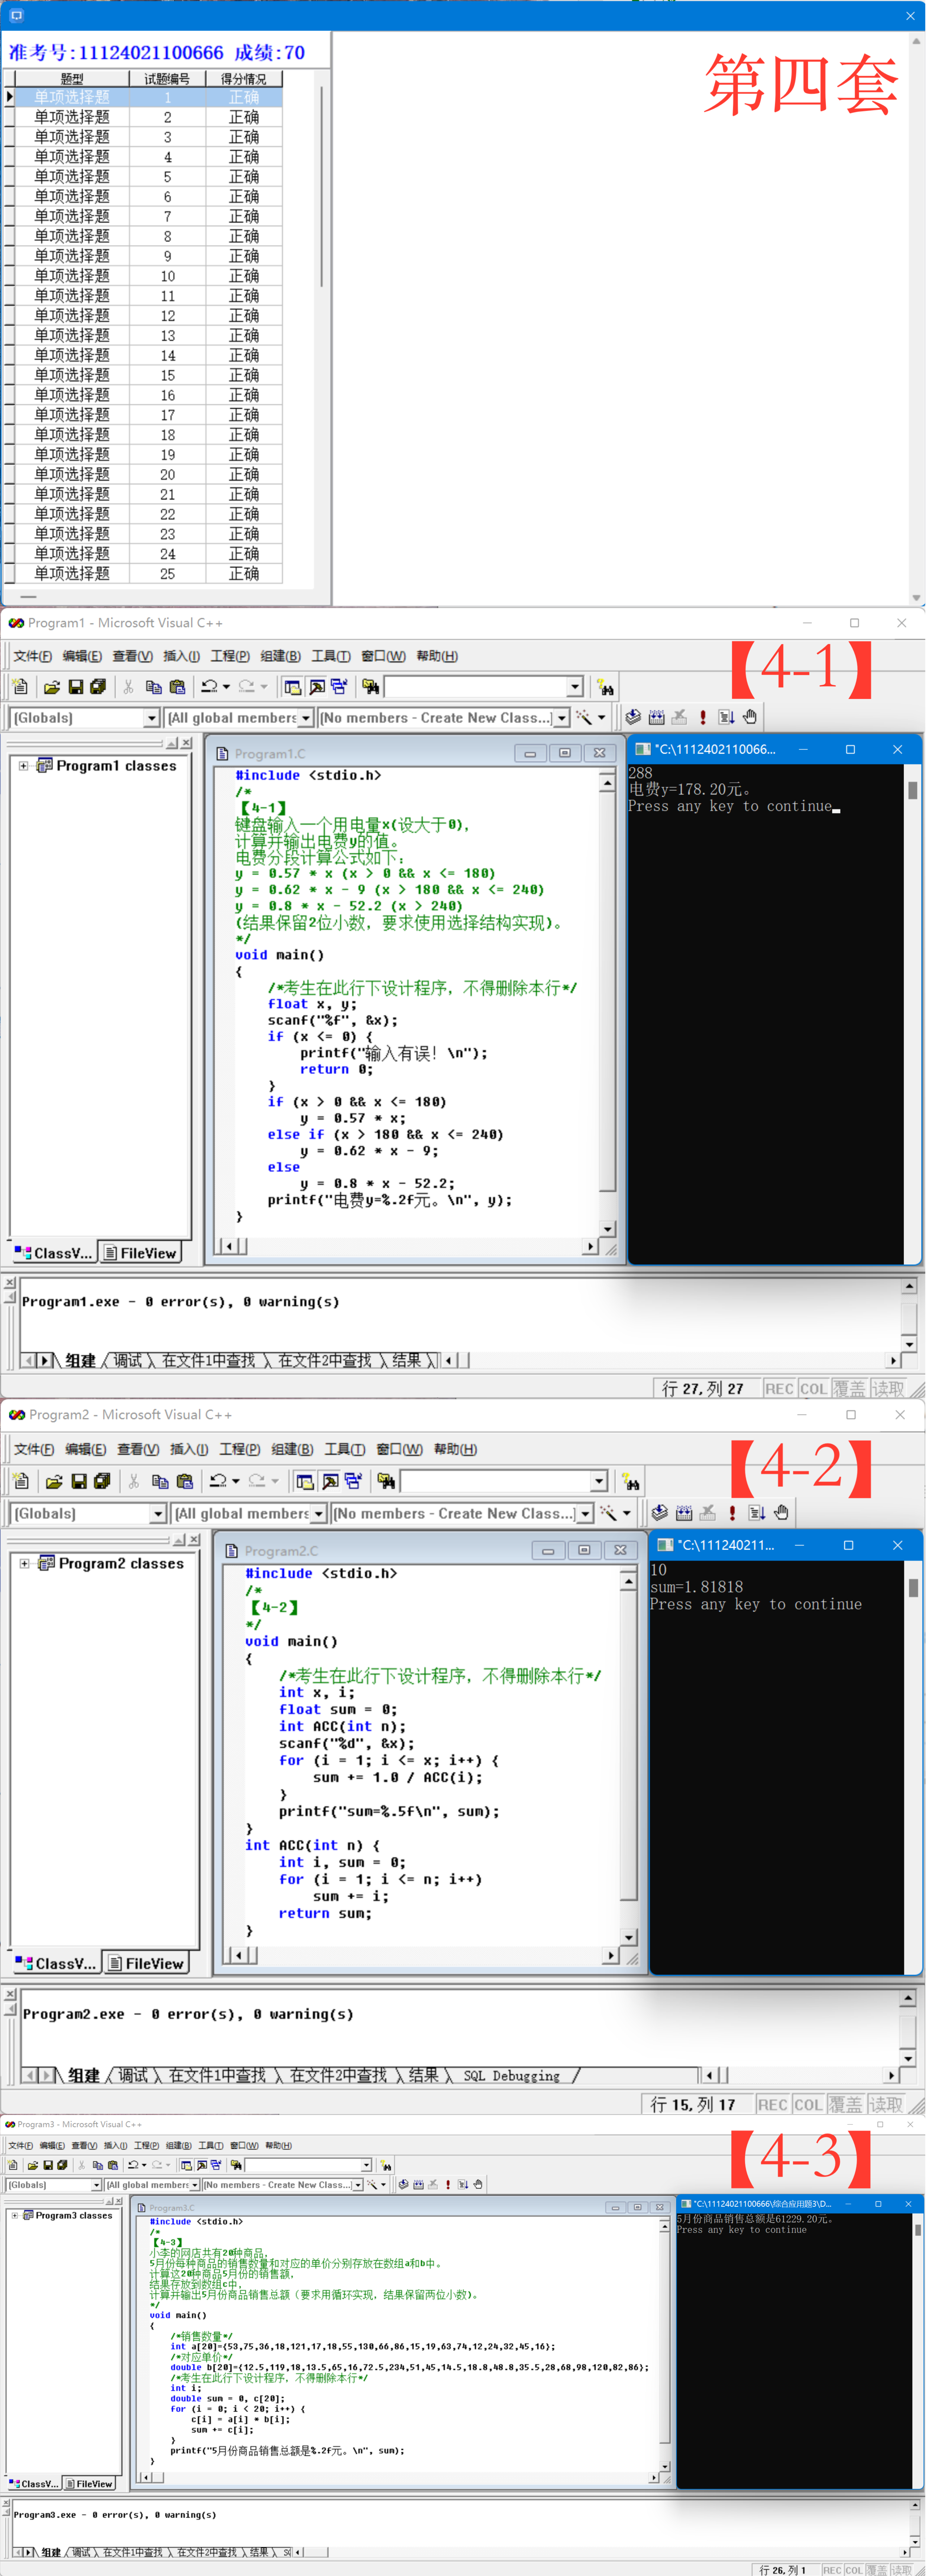 准考号:11124021100666 成绩:70
第四套
题型 试题编号 得分情况
单项选择题 1 正确
单项选择题 2 正确
单项选择题 3 正确
单项选择题 4 正确
单项选择题 5 正确
单项选择题 6 正确
单项选择题 7 正确
单项选择题 8 正确
单项选择题 9 正确
单项选择题 10 正确
单项选择题 11 正确
单项选择题 12 正确
单项选择题 13 正确
单项选择题 14 正确
单项选择题 15 正确
单项选择题 16 正确
单项选择题 17 正确
单项选择题 18 正确
单项选择题 19 正确
单项选择题 20 正确
单项选择题 21 正确
单项选择题 22 正确
单项选择题 23 正确
单项选择题 24 正确
单项选择题 25 正确
Program1 - Microsoft Visual C++
文件(F) 编辑(E) 查看(V) 插入(I) 工程(P) 组建(B) 工具(T) 窗口(W) 帮助(H)
【4-1】
(Globals) (All global members (No members - Create New Class...)
Program1 classes
ClassV... FileView
Program1.C
#include <stdio.h>
/*
【4-1】
键盘输入一个用电量x(设大于0),
计算并输出电费y的值。
电费分段计算公式如下:
y = 0.57 * x (x > 0 && x <= 180)
y = 0.62 * x - 9 (x > 180 && x <= 240)
y = 0.8 * x - 52.2 (x > 240)
(结果保留2位小数, 要求使用选择结构实现)。
*/
void main()
{
/*考生在此行下设计程序, 不得删除本行*/
float x, y;
scanf("%f", &x);
if (x <= 0) {
printf("输入有误! \n");
return 0;
}
if (x > 0 && x <= 180)
y = 0.57 * x;
else if (x > 180 && x <= 240)
y = 0.62 * x - 9;
else
y = 0.8 * x - 52.2;
printf("电费y=%.2f元。\n", y);
}
"C:\1112402110066...
288
电费y=178.20元。
Press any key to continue
Program1.exe - 0 error(s), 0 warning(s)
组建 调试 在文件1中查找 在文件2中查找 结果
行 27, 列 27 REC COL 覆盖 读取
Program2 - Microsoft Visual C++
文件(F) 编辑(E) 查看(V) 插入(I) 工程(P) 组建(B) 工具(T) 窗口(W) 帮助(H)
【4-2】
(Globals) (All global members (No members - Create New Class...)
Program2 classes
ClassV... FileView
Program2.C
#include <stdio.h>
/*
【4-2】
*/
void main()
{
/*考生在此行下设计程序, 不得删除本行*/
int x, i;
float sum = 0;
int ACC(int n);
scanf("%d", &x);
for (i = 1; i <= x; i++) {
sum += 1.0 / ACC(i);
}
printf("sum=%.5f\n", sum);
}
int ACC(int n) {
int i, sum = 0;
for (i = 1; i <= n; i++)
sum += i;
return sum;
}
"C:\111240211...
10
sum=1.81818
Press any key to continue
Program2.exe - 0 error(s), 0 warning(s)
组建 调试 在文件1中查找 在文件2中查找 结果 SQL Debugging
行 15, 列 17 REC COL 覆盖 读取
Program3 - Microsoft Visual C++
文件(F) 编辑(E) 查看(V) 插入(I) 工程(P) 组建(B) 工具(T) 窗口(W) 帮助(H)
【4-3】
(Globals) (All global members (No members - Create New Class...)
Program3 classes
ClassV... FileView
Program3.C
#include <stdio.h>
/*
【4-3】
小李的网店共有20种商品,
5月份每种商品的销售数量和对应的单价分别存放在数组a和b中。
计算这20种商品5月份的销售额,
结果存放到数组c中,
计算并输出5月份商品销售总额 (要求用循环实现, 结果保留两位小数)。
*/
void main()
{
/*销售数量*/
int a[20]={53,75,36,18,121,17,18,55,130,66,86,15,19,63,74,12,24,32,45,16};
/*对应单价*/
double b[20]={12.5,119,18,13.5,65,16,72.5,234,51,45,14.5,18.8,48.8,35.5,28,68,98,120,82,86};
/*考生在此行下设计程序, 不得删除本行*/
int i;
double sum = 0, c[20];
for (i = 0; i < 20; i++) {
c[i] = a[i] * b[i];
sum += c[i];
}
printf("5月份商品销售总额是%.2f元。\n", sum);
}
"C:\11124021100666\综合应用题3\D...
5月份商品销售总额是61229.20元。
Press any key to continue
Program3.exe - 0 error(s), 0 warning(s)
组建 调试 在文件1中查找 在文件2中查找 结果
行 26, 列 1 REC COL 覆盖 读取